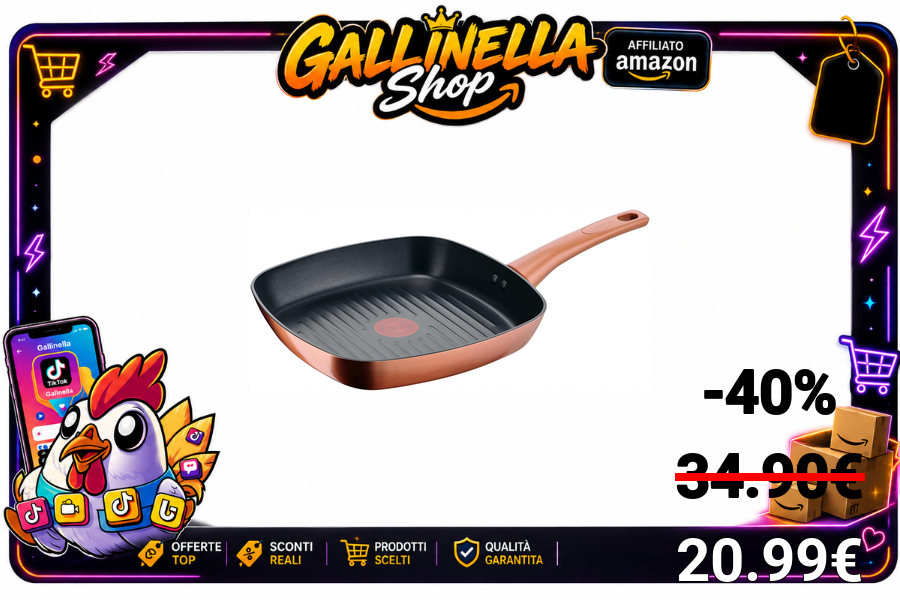 GALLINELLA
Shop
AFFILIATO
amazon
Gallinella
TikTok
Gallinella
-40%
34.90€
20.99€
OFFERTE
TOP
SCONTI
REALI
PRODOTTI
SCELTI
QUALITÀ
GARANTITA